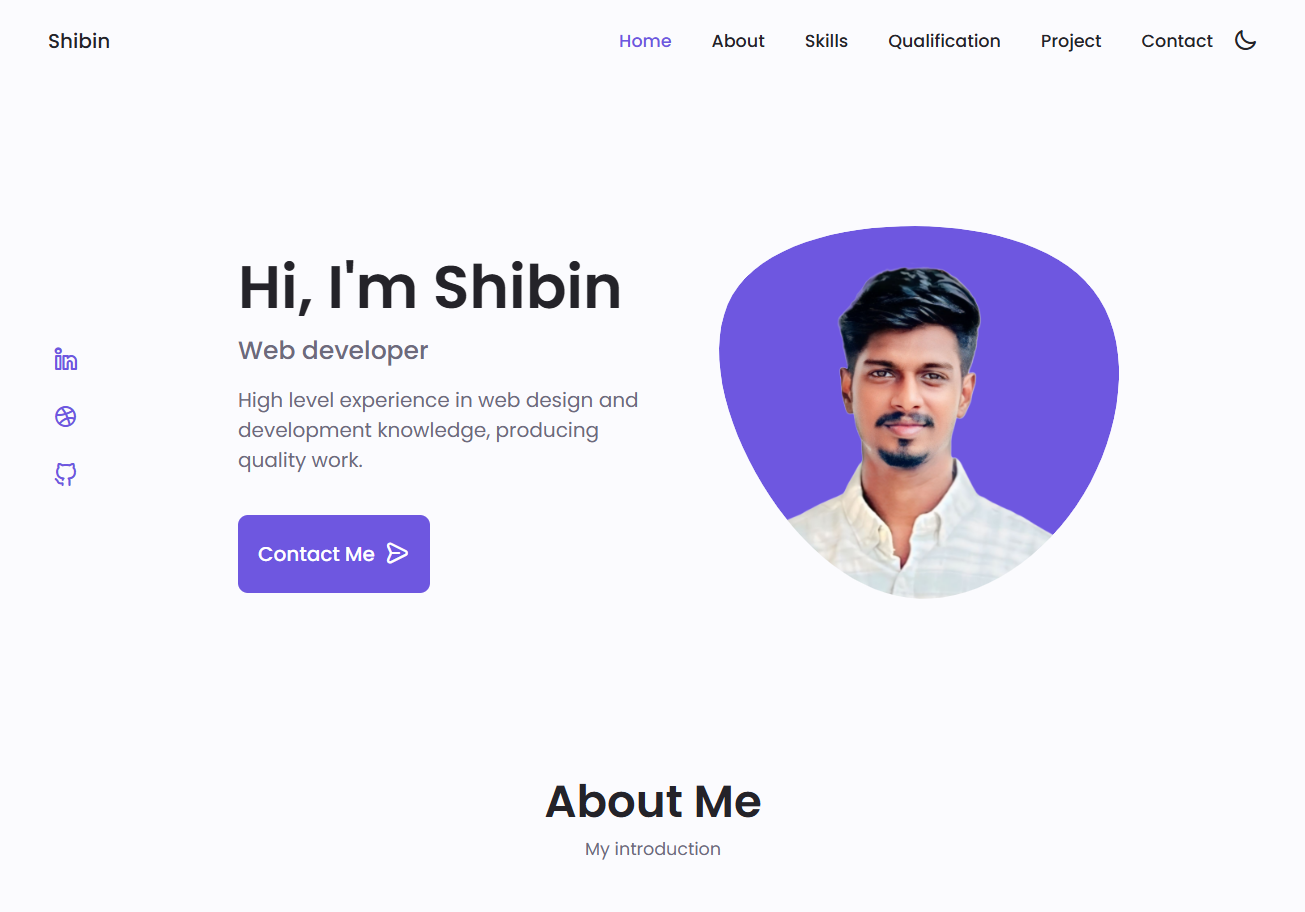 Shibin
Home About Skills Qualification Project Contact
Hi, I'm Shibin
Web developer
High level experience in web design and
development knowledge, producing
quality work.
Contact Me
About Me
My introduction